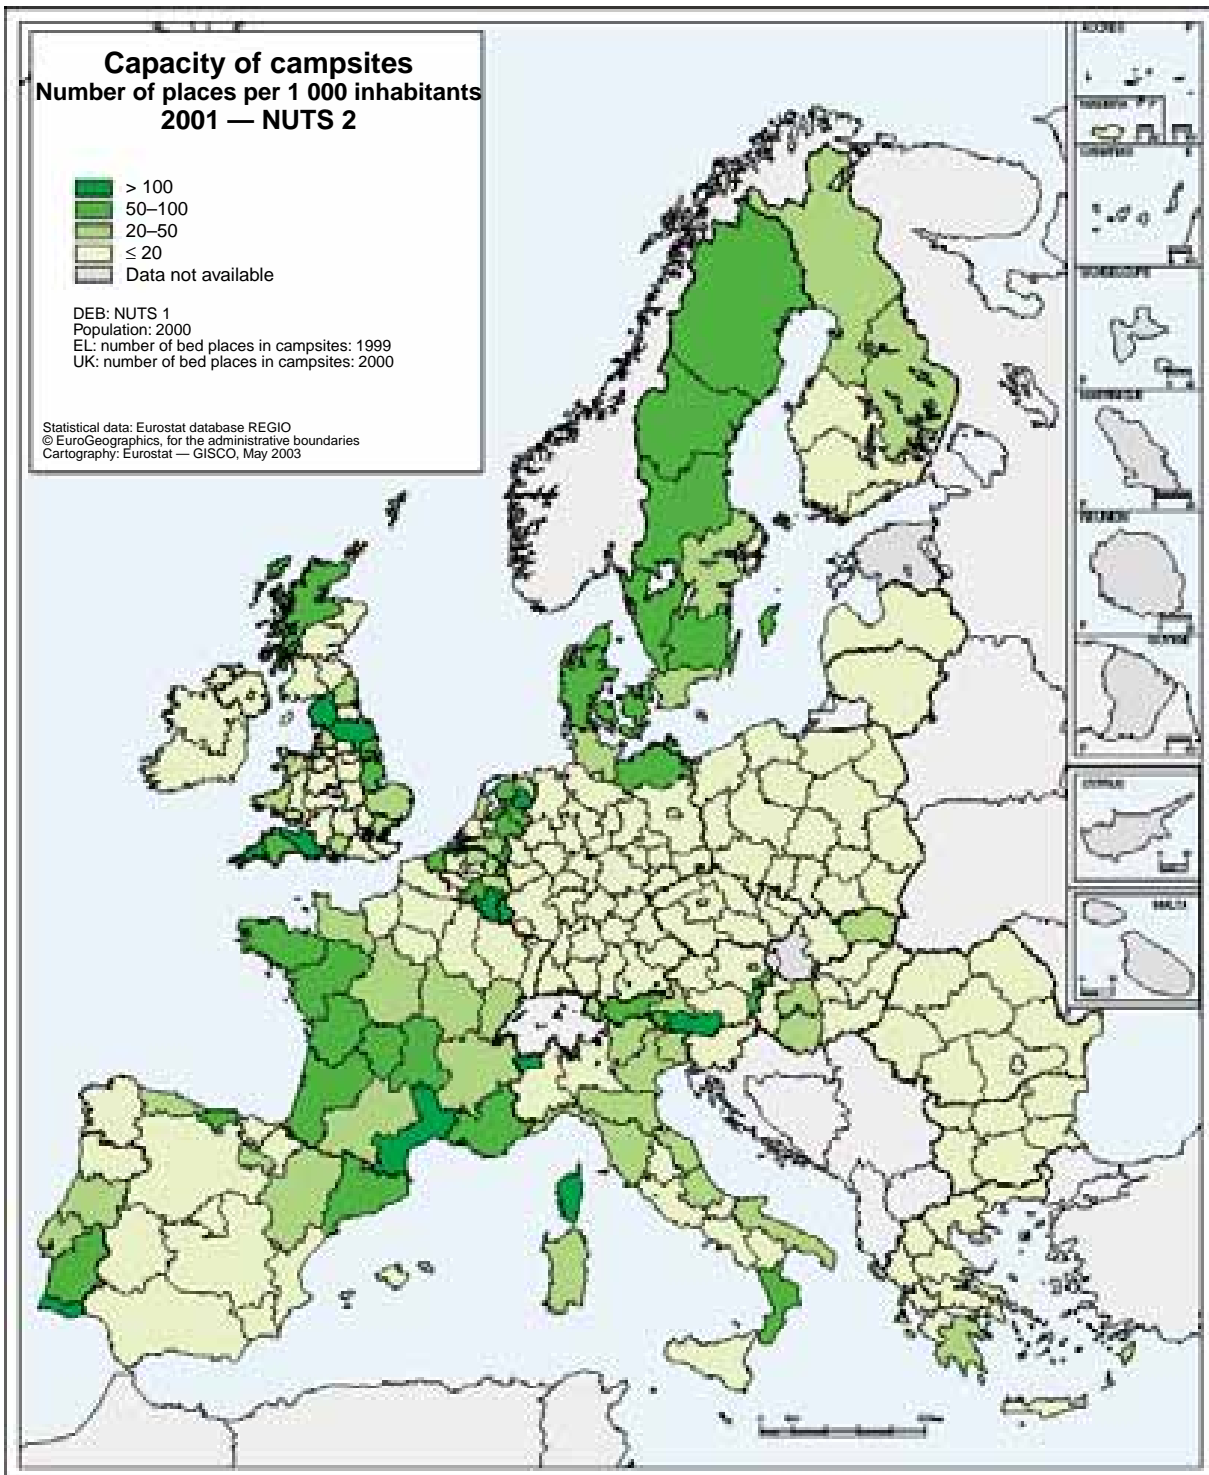 Capacity of campsites
Number of places per 1 000 inhabitants
2001 — NUTS 2
> 100
50–100
20–50
≤ 20
Data not available
DEB: NUTS 1
Population: 2000
EL: number of bed places in campsites: 1999
UK: number of bed places in campsites: 2000
Statistical data: Eurostat database REGIO
© EuroGeographics, for the administrative boundaries
Cartography: Eurostat — GISCO, May 2003